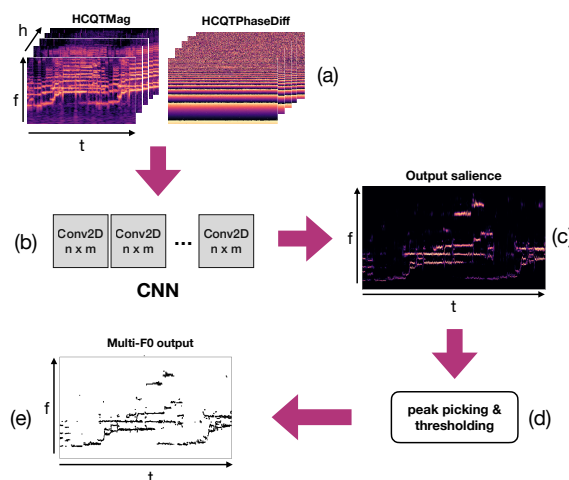 HCQTMag
HCQTPhaseDiff
h
f
t
(a)
(b)
Conv2D
n x m
Conv2D
n x m
...
Conv2D
n x m
CNN
Output salience
f
t
(c)
Multi-F0 output
f
t
(e)
peak picking &
thresholding
(d)